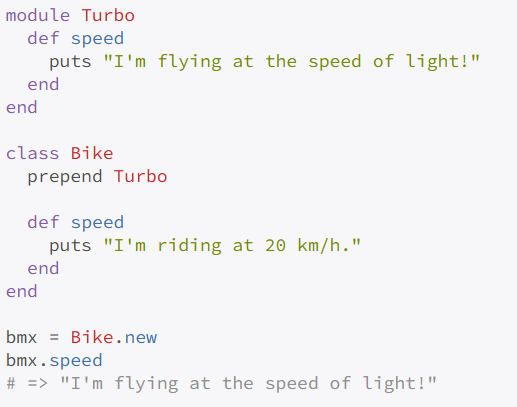 module Turbo
  def speed
    puts "I'm flying at the speed of light!"
  end
end

class Bike
  prepend Turbo

  def speed
    puts "I'm riding at 20 km/h."
  end
end

bmx = Bike.new
bmx.speed
# => "I'm flying at the speed of light!"